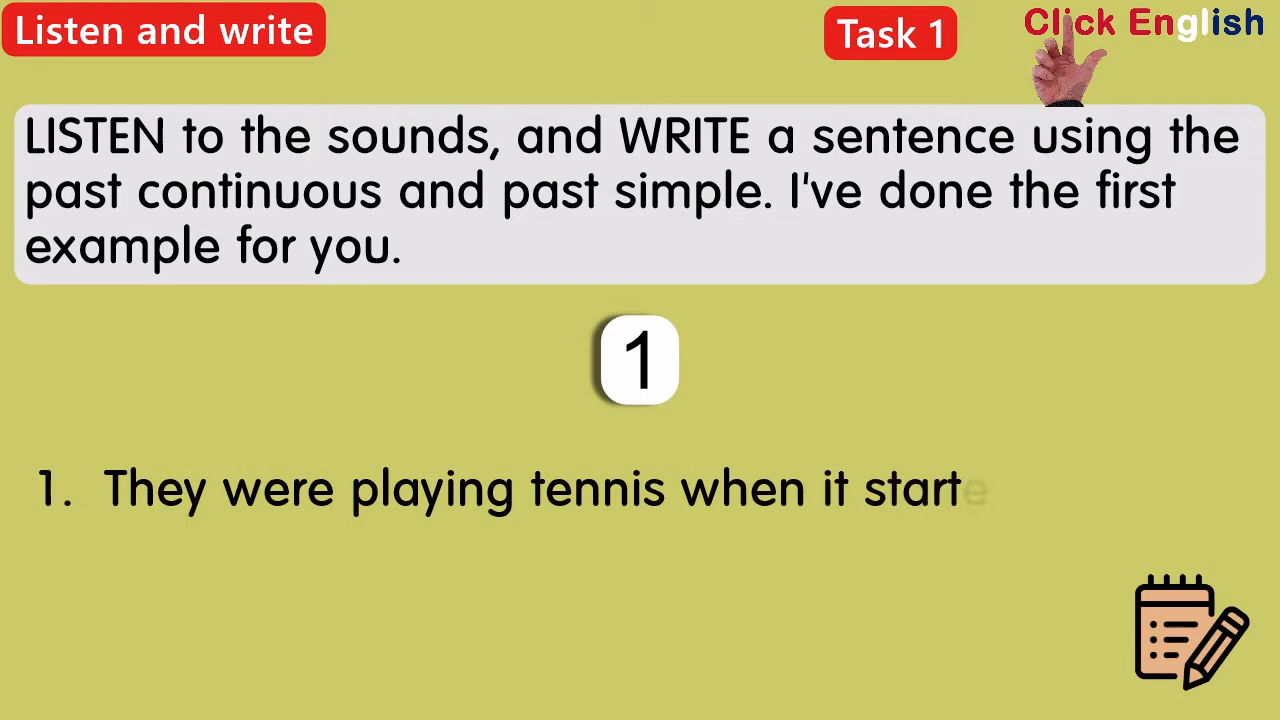 Listen and write
Task 1
Click English
LISTEN to the sounds, and WRITE a sentence using the
past continuous and past simple. I've done the first
example for you.
1
1. They were playing tennis when it starte